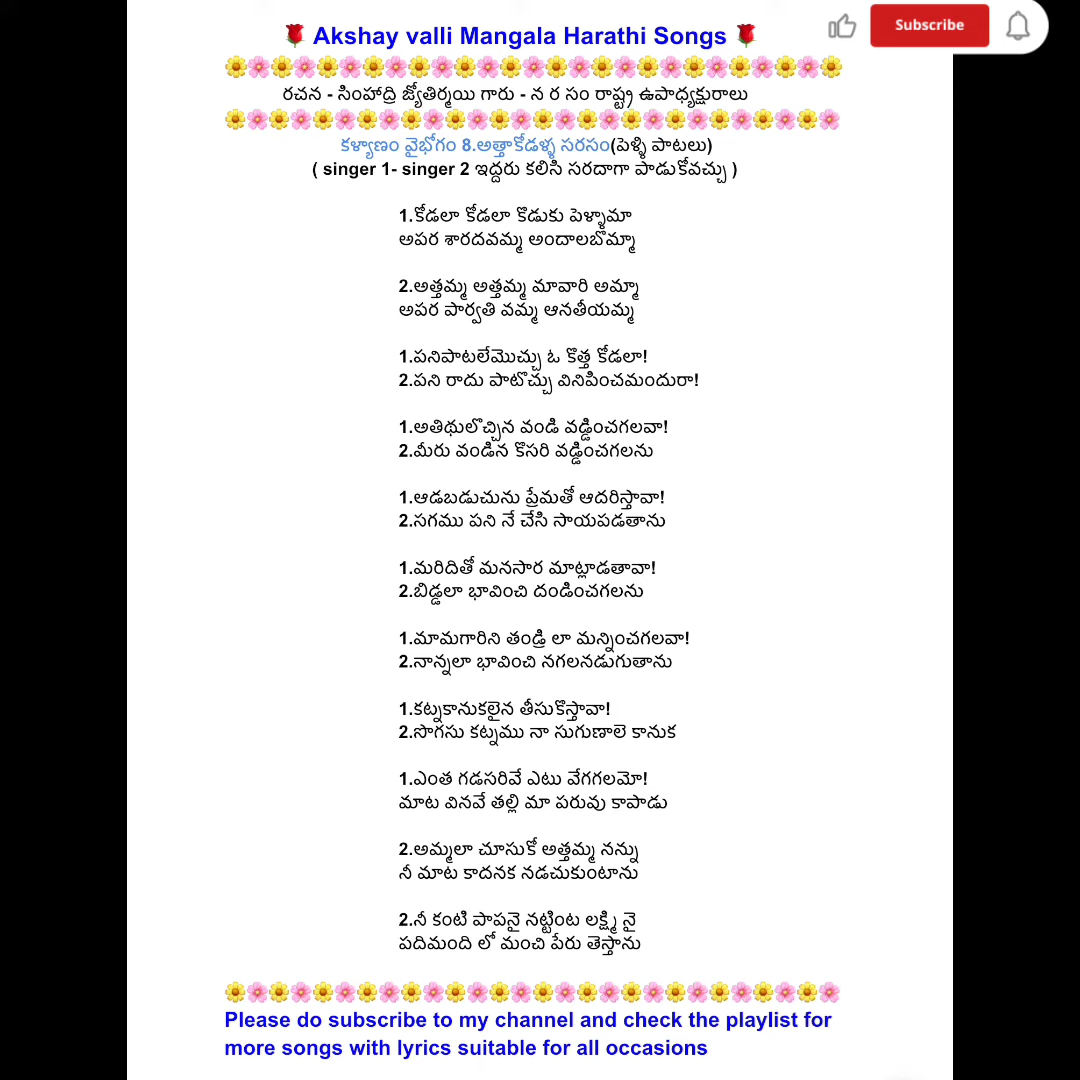 Subscribe
🌹 Akshay valli Mangala Harathi Songs 🌹
రచన - సింహాద్రి జ్యోతిర్మయి గారు - న ర సం రాష్ట్ర ఉపాధ్యక్షురాలు
కళ్యాణం వైభోగం 8.అత్తాకోడళ్ళ సరసం(పెళ్ళి పాటలు)
( singer 1- singer 2 ఇద్దరు కలిసి సరదాగా పాడుకోవచ్చు )
1.కోడలా కోడలా కొడుకు పెళ్ళామా
అపర శారదవమ్మ అందాలబొమ్మా
2.అత్తమ్మ అత్తమ్మ మావారి అమ్మా
అపర పార్వతి వమ్మ ఆనతీయమ్మ
1.పనిపాటలేమొచ్చు ఓ కొత్త కోడలా!
2.పని రాదు పాటొచ్చు వినిపించమందురా!
1.అతిథులొచ్చిన వండి వడ్డించగలవా!
2.మీరు వండిన కొసరి వడ్డించగలను
1.ఆడబడుచును ప్రేమతో ఆదరిస్తావా!
2.సగము పని నే చేసి సాయపడతాను
1.మరిదితో మనసార మాట్లాడతావా!
2.బిడ్డలా భావించి దండించగలను
1.మామగారిని తండ్రి లా మన్నించగలవా!
2.నాన్నలా భావించి నగలనడుగుతాను
1.కట్నకానుకలైన తీసుకొస్తావా!
2.సొగసు కట్నము నా సుగుణాలె కానుక
1.ఎంత గడసరివే ఎటు వేగగలమో!
మాట వినవే తల్లి మా పరువు కాపాడు
2.అమ్మలా చూసుకో అత్తమ్మ నన్ను
నీ మాట కాదనక నడచుకుంటాను
2.నీ కంటి పాపనై నట్టింట లక్ష్మి నై
పదిమంది లో మంచి పేరు తెస్తాను
Please do subscribe to my channel and check the playlist for
more songs with lyrics suitable for all occasions